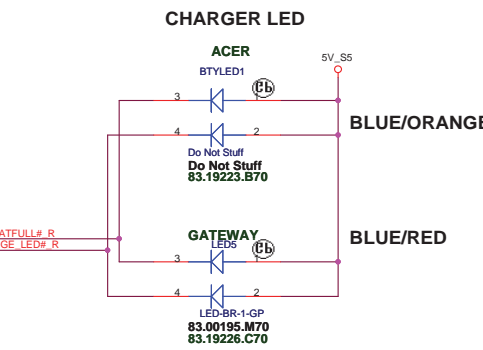 CHARGER LED
ACER
5V_S5
BTYLED1
3
1
BLUE/ORANGE
4
2
Do Not Stuff
Do Not Stuff
83.19223.B70
ATFULL#_R
GE_LED#_R
GATEWAY
LED5
BLUE/RED
3
1
4
2
LED-BR-1-GP
83.00195.M70
83.19226.C70